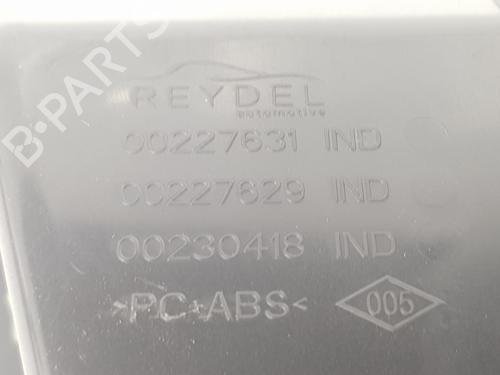 B-PARTS
REYDEL
automotive
00227631 IND
00227629 IND
00230418 IND
>PC+ABS< 005